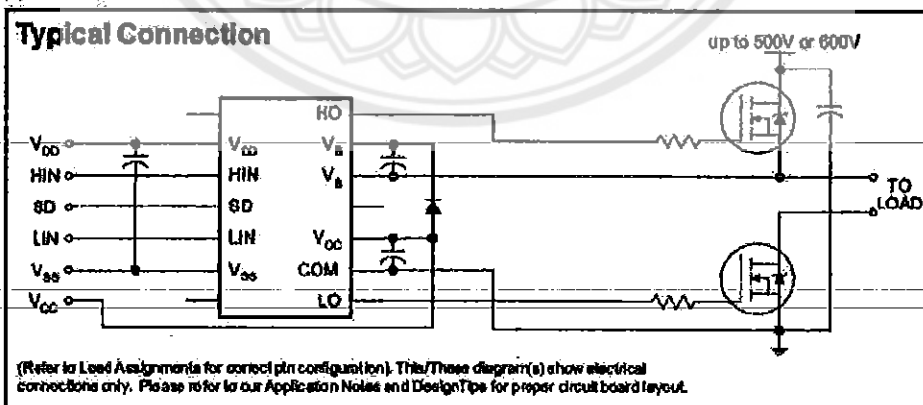 Typical Connection
up to 500V or 600V
HO
VDD
VDD
VB
HIN
HIN
VS
TO
LOAD
SD
SD
LIN
LIN
VCC
VSS
VSS
COM
VCC
LO
(Refer to Lead Assignments for correct pin configuration). This/These diagram(s) show electrical
connections only. Please refer to our Application Notes and DesignTips for proper circuit board layout.